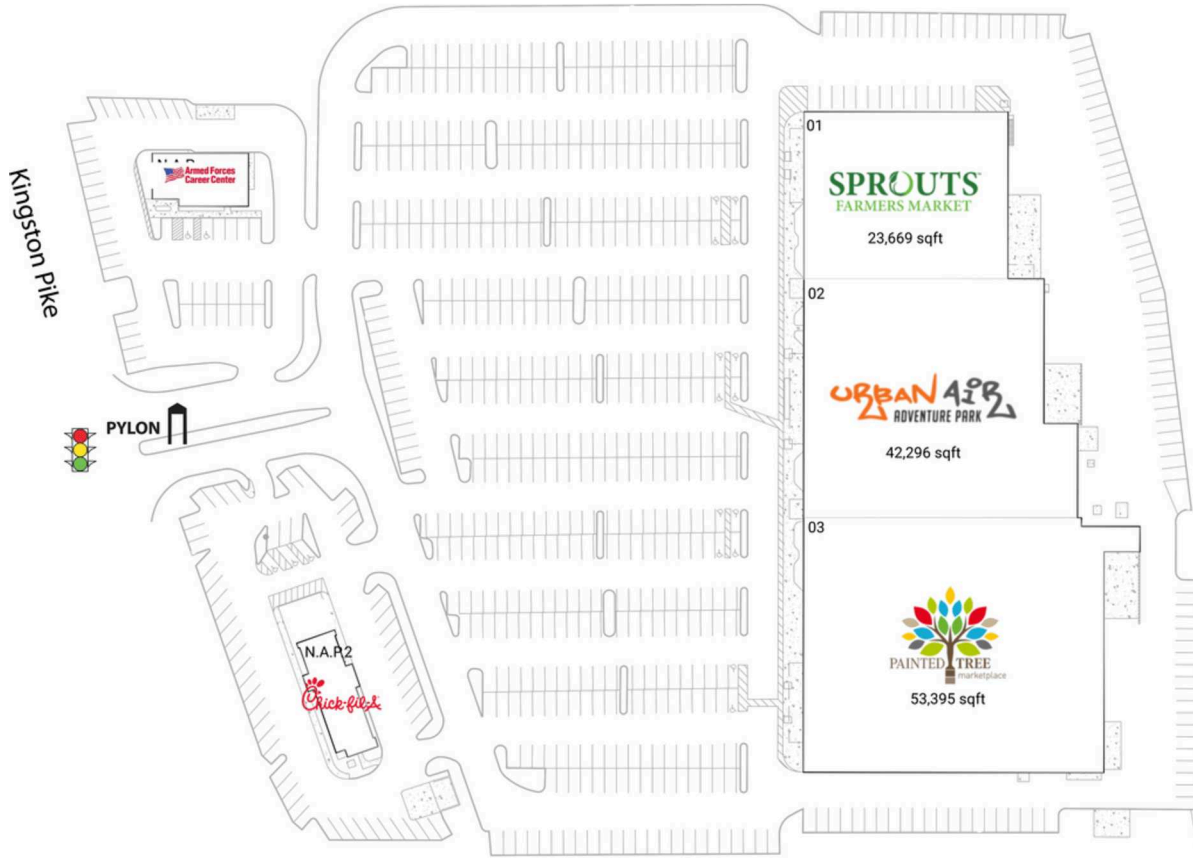 Kingston Pike
Armed Forces
Career Center
PYLON
N.A.P.2
Chick-fil-A
01
SPROUTS
FARMERS MARKET
23,669 sqft
02
URBAN AIR
ADVENTURE PARK
42,296 sqft
03
PAINTED TREE
marketplace
53,395 sqft